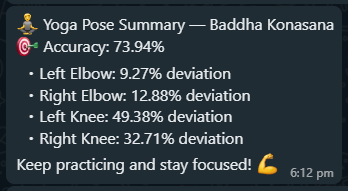 🧘 Yoga Pose Summary — Baddha Konasana
🎯 Accuracy: 73.94%
• Left Elbow: 9.27% deviation
• Right Elbow: 12.88% deviation
• Left Knee: 49.38% deviation
• Right Knee: 32.71% deviation
Keep practicing and stay focused! 💪
6:12 pm